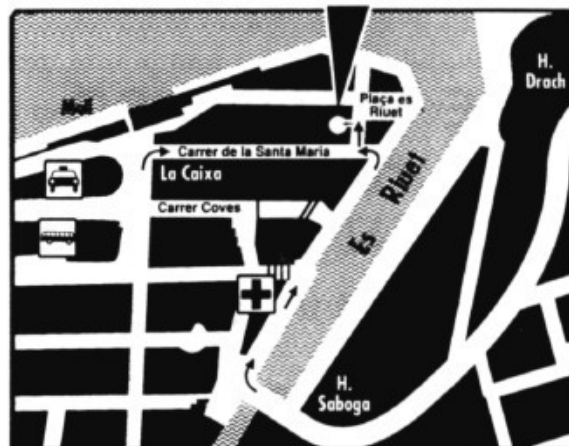 H.
Drach
Moll
Plaça es
Riuet
Carrer de la Santa Maria
La Caixa
Carrer Coves
Es Riuet
H.
Saboga